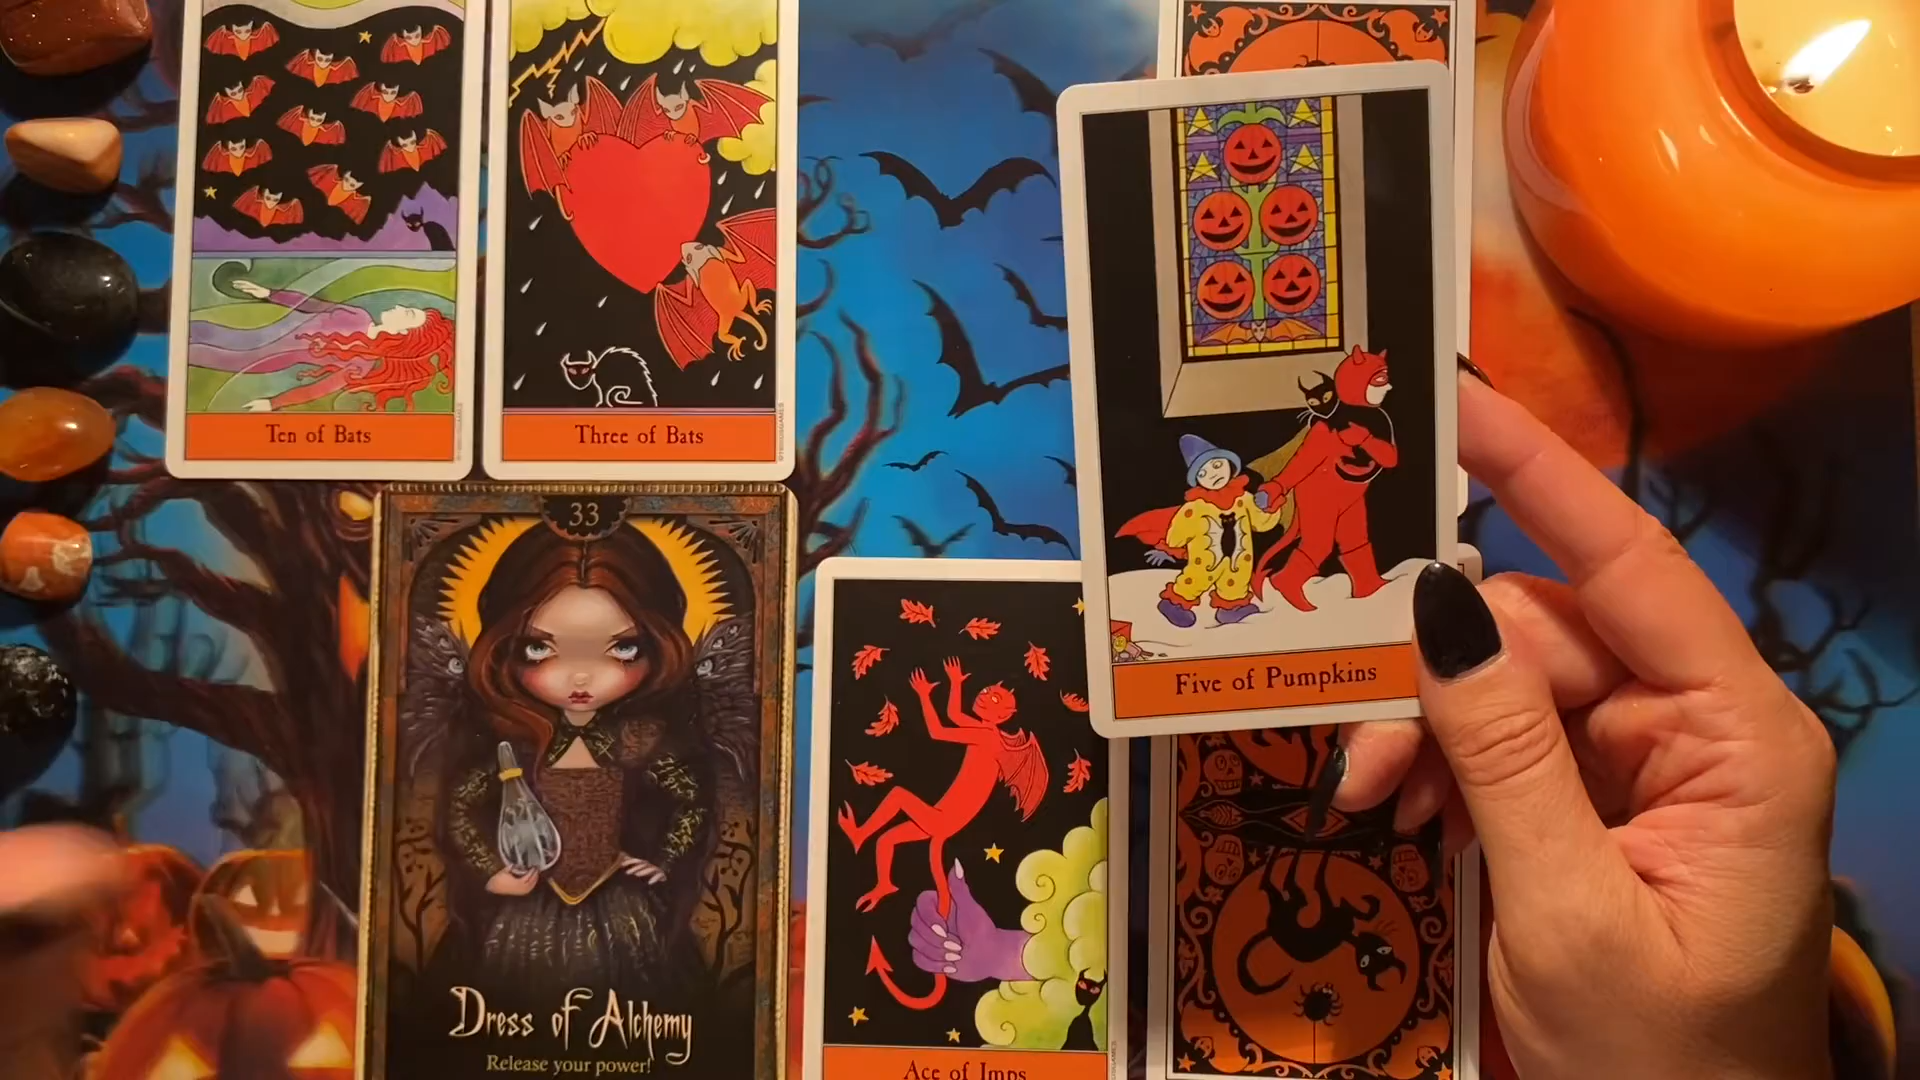 Ten of Bats
Three of Bats
Five of Pumpkins
33
Dress of Alchemy
Release your power!
Ace of Imps